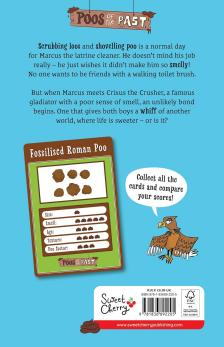 POOS OF THE PAST
Scrubbing loos and shovelling poo is a normal day
for Marcus the latrine cleaner. He doesn't mind his job
really – he just wishes it didn't make him so smelly!
No one wants to be friends with a walking toilet brush.
But when Marcus meets Crixus the Crusher, a famous
gladiator with a poor sense of smell, an unlikely bond
begins. One that gives both boys a whiff of another
world, where life is sweeter – or is it?
Fossilised Roman Poo
Size:
Smell:
Age:
Texture:
Poo Factor:
POOS OF THE PAST
Collect all the
cards and compare
your scores!
Sweet
Cherry
FSC
www.sweetcherrypublishing.com